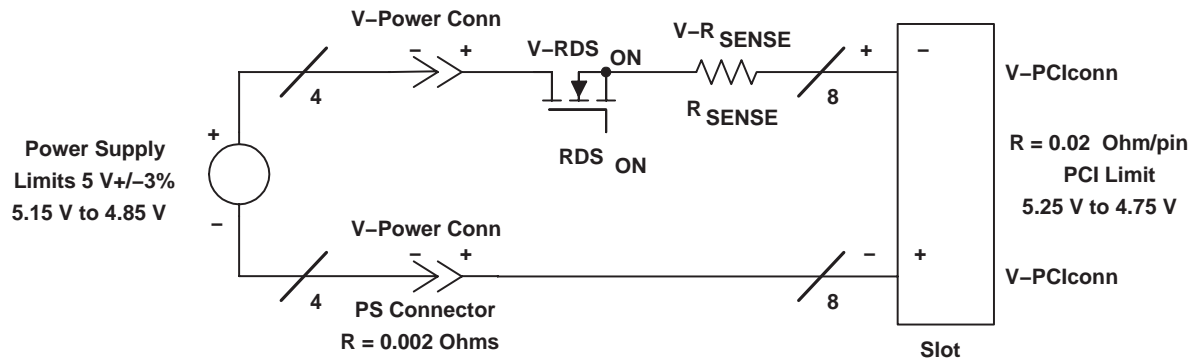 V−Power Conn
− +
4
V−RDS ON
RDS ON
V−R SENSE
R SENSE
+ −
8
V−PCIconn
Power Supply
Limits 5 V+/−3%
5.15 V to 4.85 V
+
−
R = 0.02 Ohm/pin
PCI Limit
5.25 V to 4.75 V
V−Power Conn
− +
4
PS Connector
R = 0.002 Ohms
− +
8
V−PCIconn
Slot